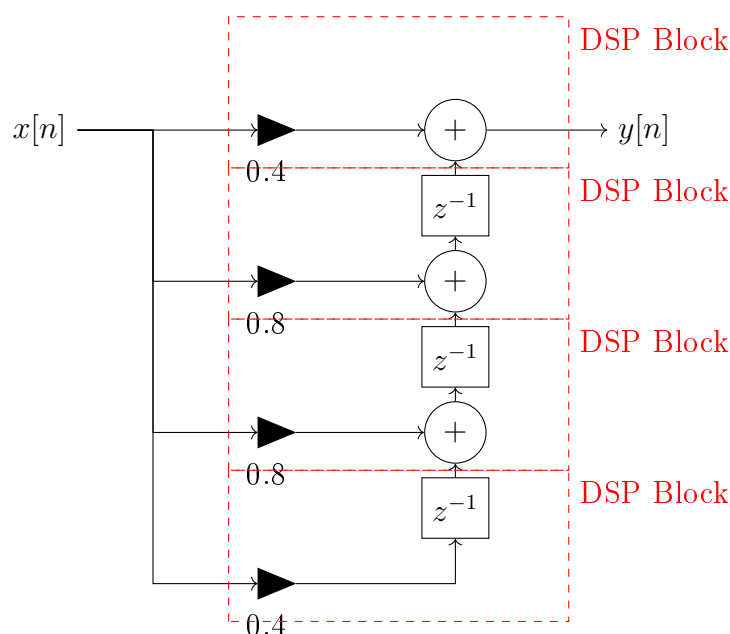 DSP Block
x[n]
+
y[n]
0.4
DSP Block
z⁻¹
+
0.8
DSP Block
z⁻¹
+
0.8
DSP Block
z⁻¹
0.4